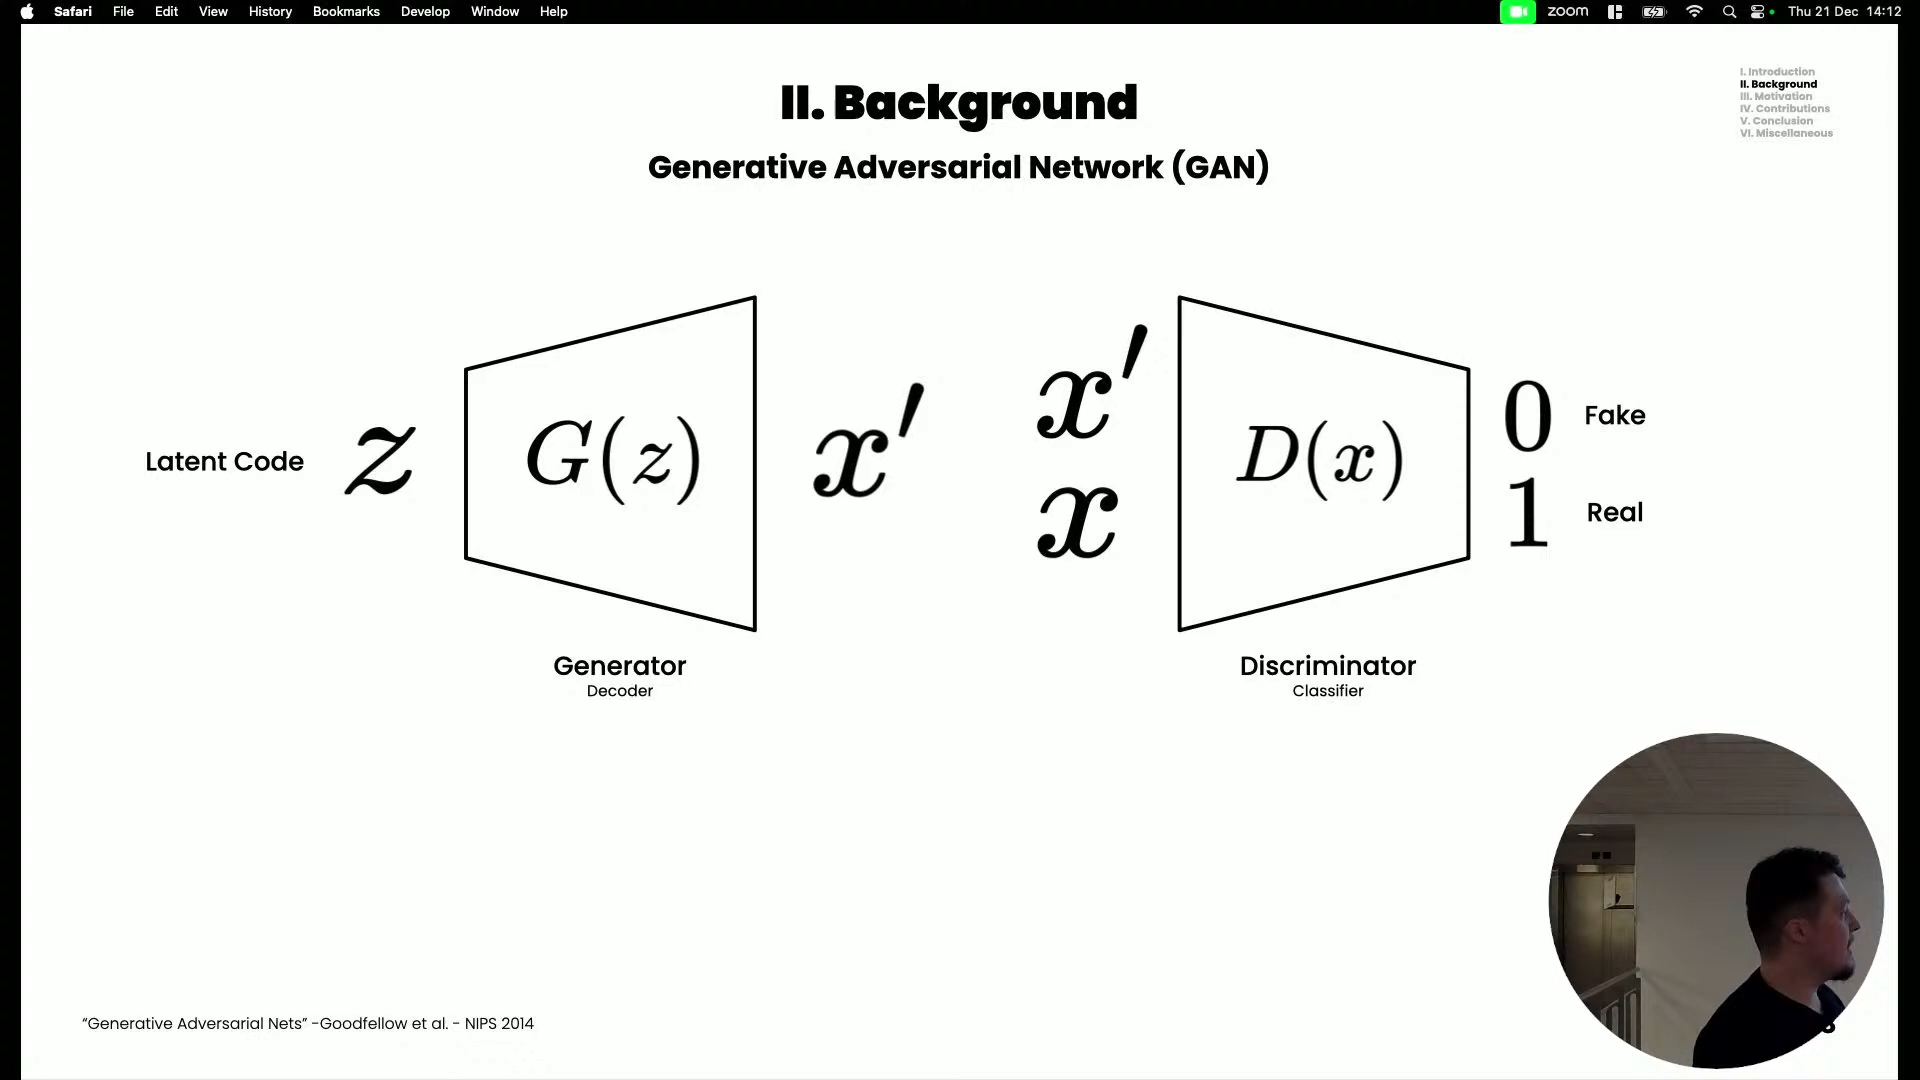 Safari File Edit View History Bookmarks Develop Window Help zoom Thu 21 Dec 14:12
I. Introduction
II. Background
III. Motivation
IV. Contributions
V. Conclusion
VI. Miscellaneous
II. Background
Generative Adversarial Network (GAN)
Latent Code z G(z) x′
x′ x D(x)
0 Fake
1 Real
Generator
Decoder
Discriminator
Classifier
“Generative Adversarial Nets” -Goodfellow et al. - NIPS 2014